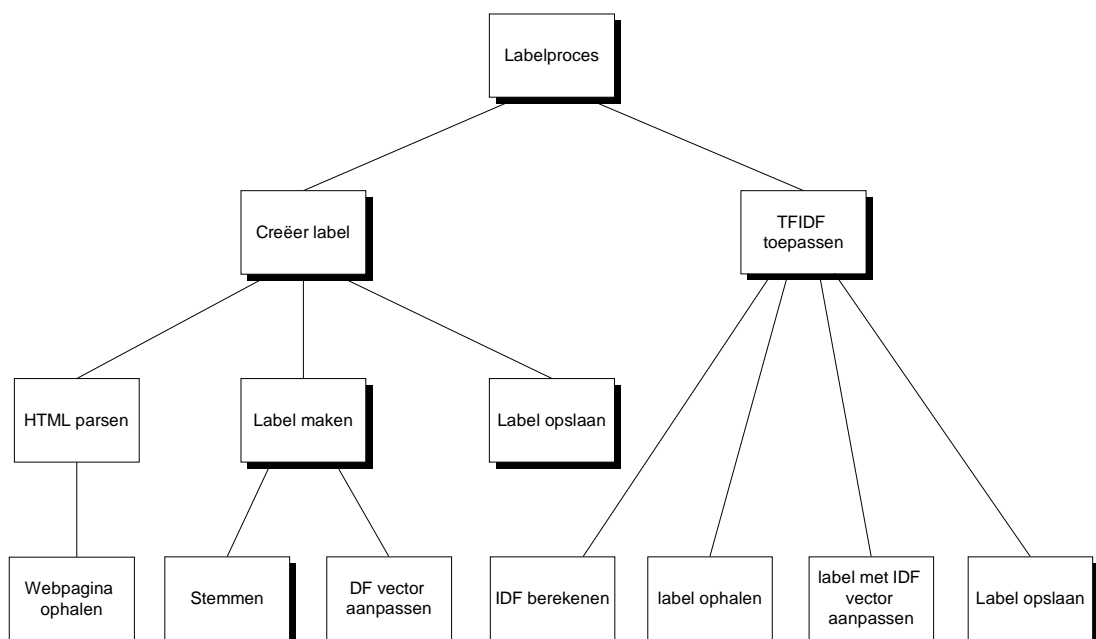 Labelproces
Creëer label
TFIDF
toepassen
HTML parsen
Label maken
Label opslaan
Webpagina
ophalen
Stemmen
DF vector
aanpassen
IDF berekenen
label ophalen
label met IDF
vector
aanpassen
Label opslaan